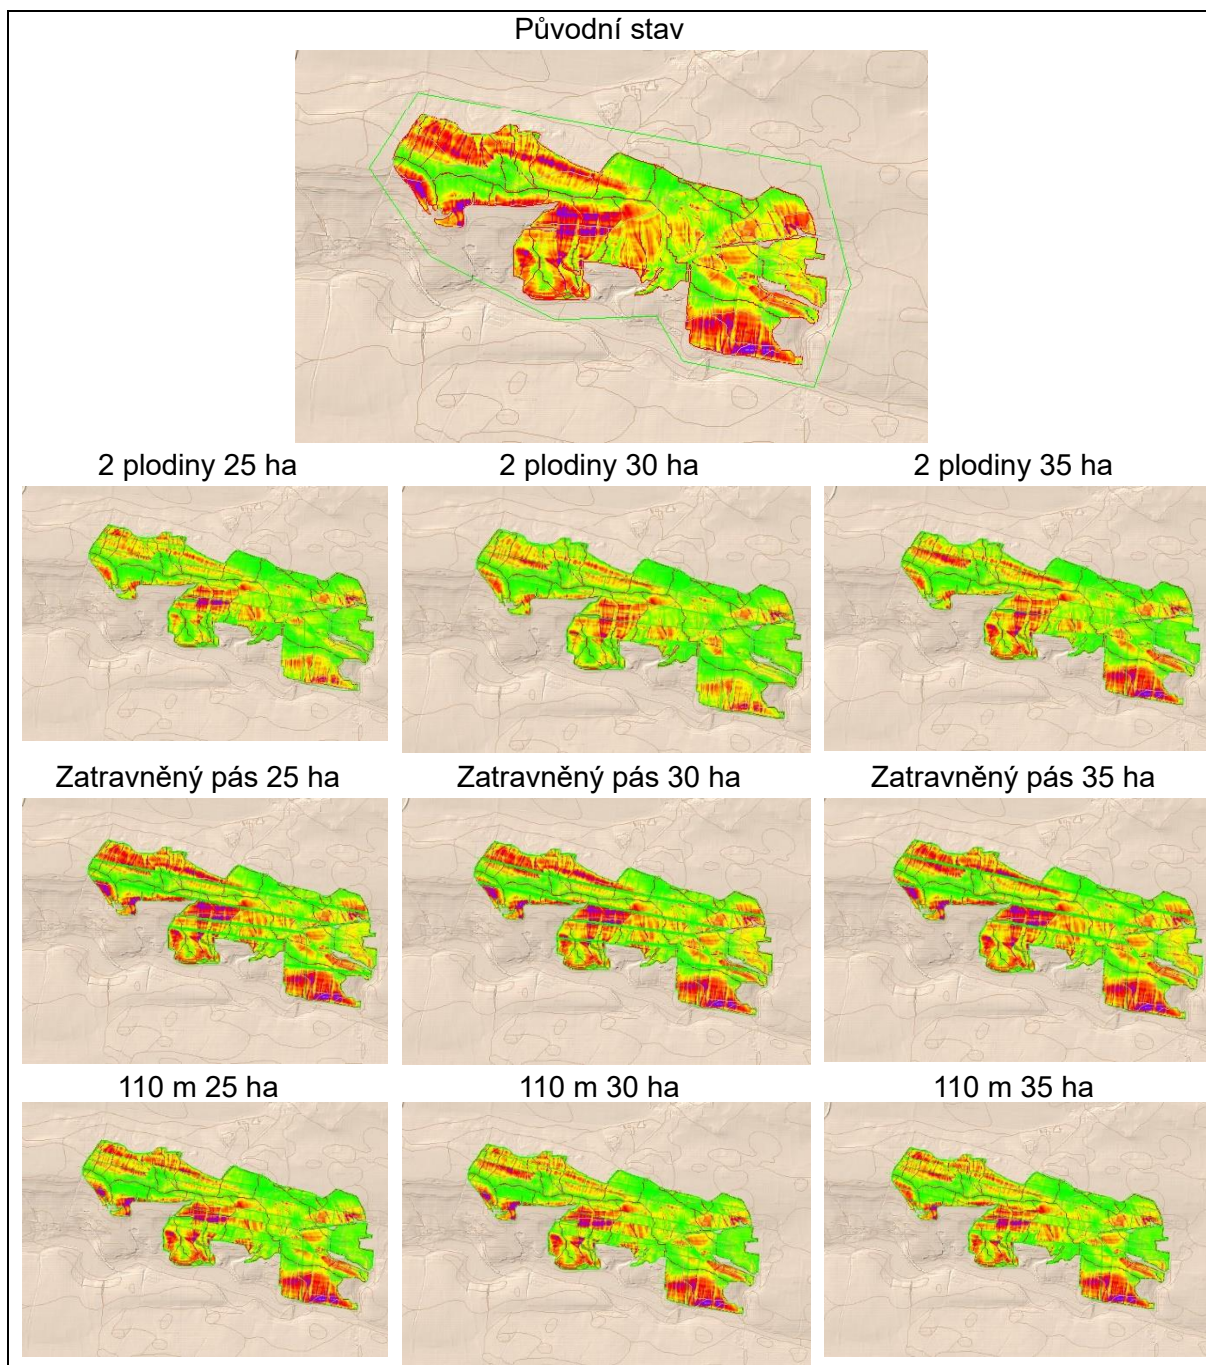 Původní stav
2 plodiny 25 ha
2 plodiny 30 ha
2 plodiny 35 ha
Zatravněný pás 25 ha
Zatravněný pás 30 ha
Zatravněný pás 35 ha
110 m 25 ha
110 m 30 ha
110 m 35 ha